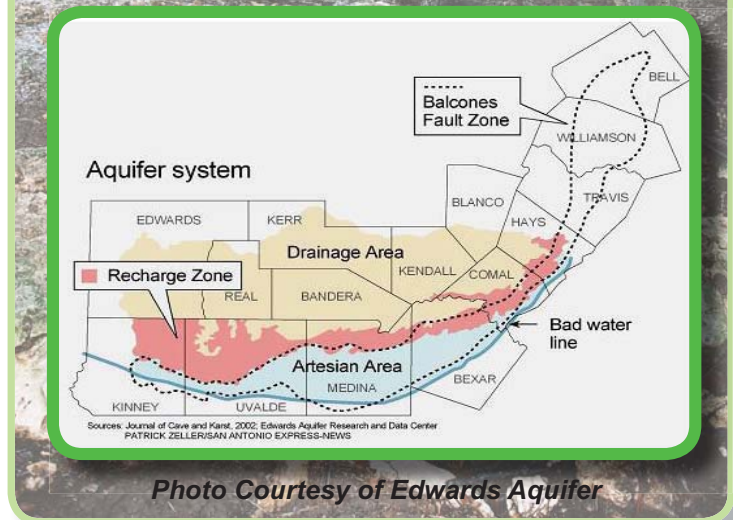 BELL
Balcones
Fault Zone
WILLIAMSON
Aquifer system
TRAVIS
BLANCO
EDWARDS
KERR
HAYS
Drainage Area
Recharge Zone
KENDALL
COMAL
REAL
BANDERA
Bad water
line
Artesian Area
MEDINA
BEXAR
KINNEY
UVALDE
Sources: Journal of Cave and Karst, 2002; Edwards Aquifer Research and Data Center
PATRICK ZELLER/SAN ANTONIO EXPRESS-NEWS
Photo Courtesy of Edwards Aquifer